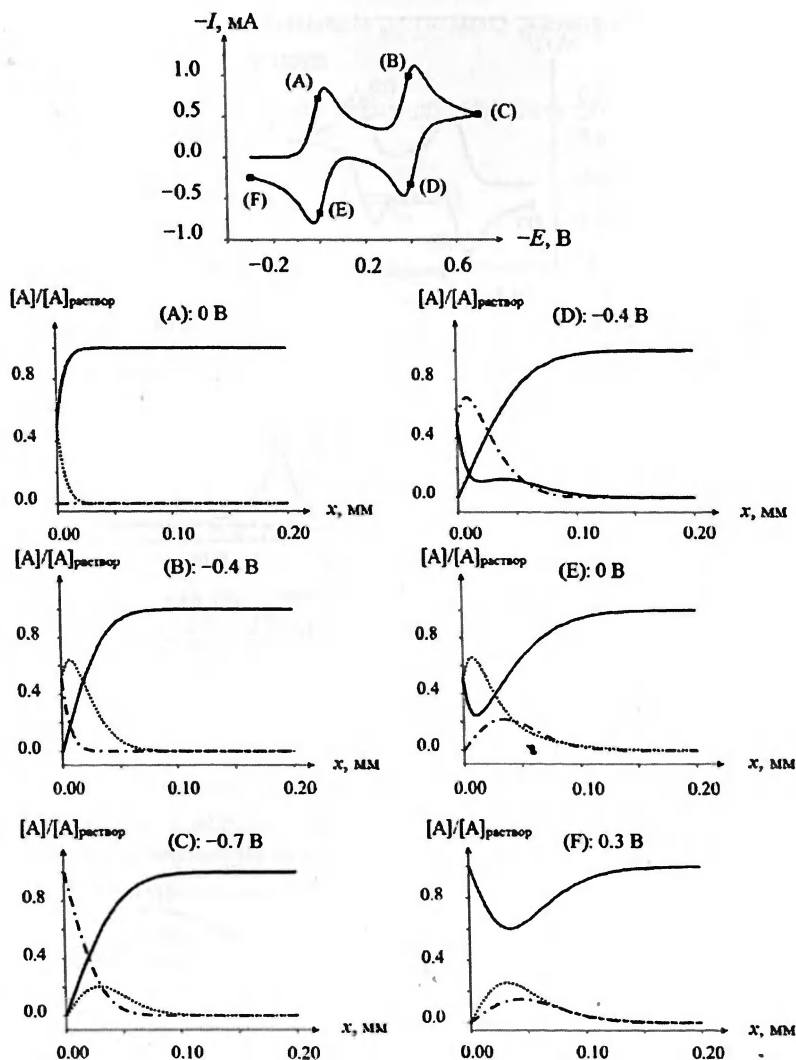 −I, мА
1.0
0.5
0.0
−0.5
−1.0
(A)
(B)
(C)
(D)
(E)
(F)
−0.2
0.2
0.6
−E, В
[A]/[A]раствор
(A): 0 В
0.8
0.4
0.0
0.00
0.10
0.20
x, мм
[A]/[A]раствор
(D): −0.4 В
0.8
0.4
0.0
0.00
0.10
0.20
x, мм
[A]/[A]раствор
(B): −0.4 В
0.8
0.4
0.0
0.00
0.10
0.20
x, мм
[A]/[A]раствор
(E): 0 В
0.8
0.4
0.0
0.00
0.10
0.20
x, мм
[A]/[A]раствор
(C): −0.7 В
0.8
0.4
0.0
0.00
0.10
0.20
x, мм
[A]/[A]раствор
(F): 0.3 В
0.8
0.4
0.0
0.00
0.10
0.20
x, мм